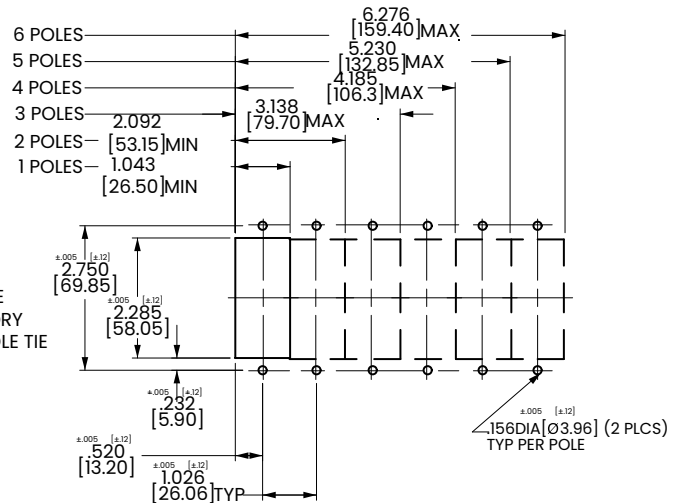 6 POLES
6.276
[159.40]MAX
5 POLES
5.230
[132.85]MAX
4 POLES
4.185
[106.3]MAX
3 POLES
3.138
[79.70]MAX
2.092
[53.15]MIN
2 POLES
1.043
[26.50]MIN
1 POLES
±.005 [±.12]
2.750
[69.85]
±.005 [±.12]
2.285
[58.05]
E
ORY
LE TIE
±.005 [±.12]
.232
[5.90]
±.005 [±.12]
.520
[13.20]
±.005 [±.12]
1.026
[26.06]TYP
±.005 [±.12]
.156DIA[Ø3.96] (2 PLCS)
TYP PER POLE